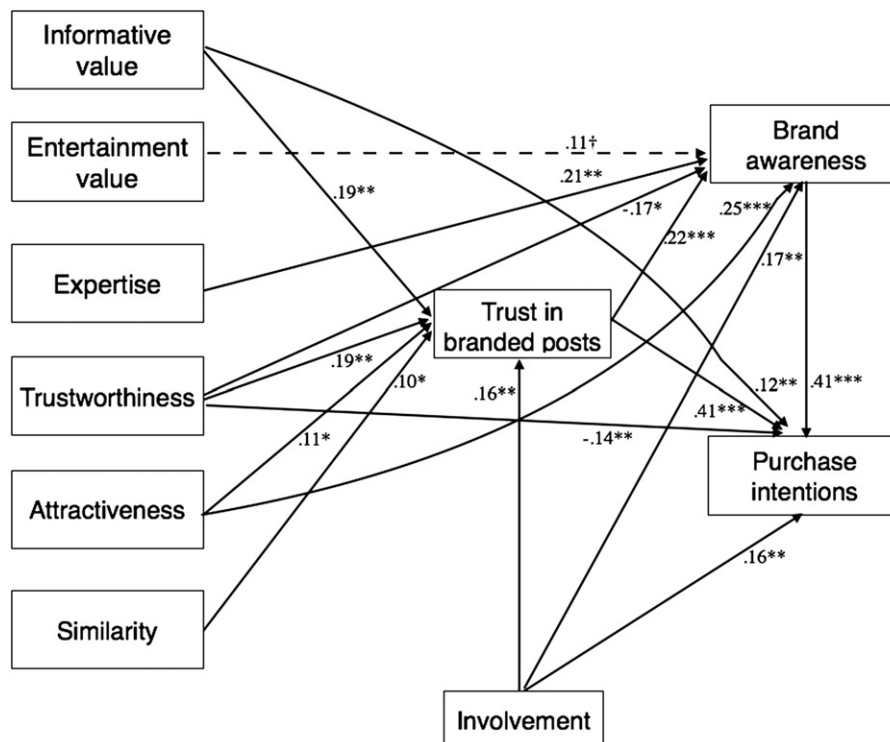 Informative
value
Entertainment
value
Expertise
Trustworthiness
Attractiveness
Similarity
Trust in
branded posts
Involvement
Brand
awareness
Purchase
intentions
.11†
.21**
-.17*
.19**
.25***
.22***
.17**
.19**
.10*
.16**
.12**
.41***
.41***
.11*
-.14**
.16**